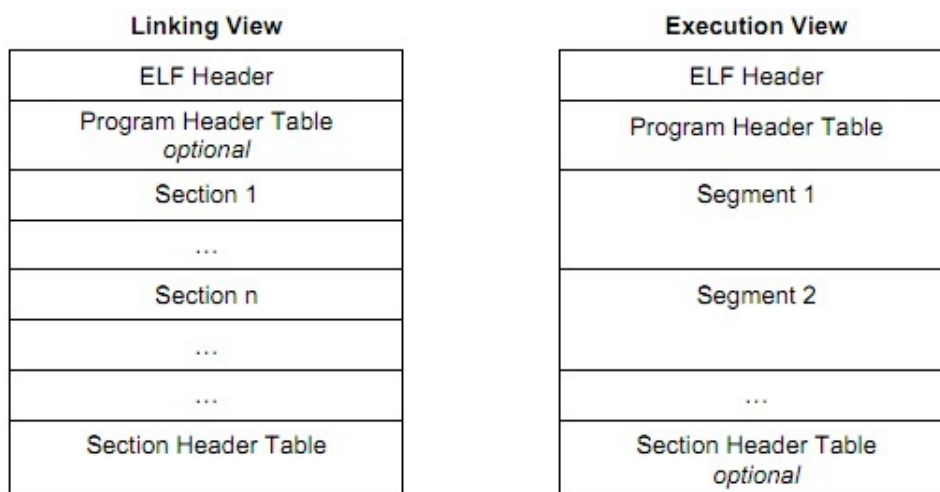 Linking View
ELF Header
Program Header Table
optional
Section 1
...
Section n
...
...
Section Header Table
Execution View
ELF Header
Program Header Table
Segment 1
Segment 2
...
Section Header Table
optional